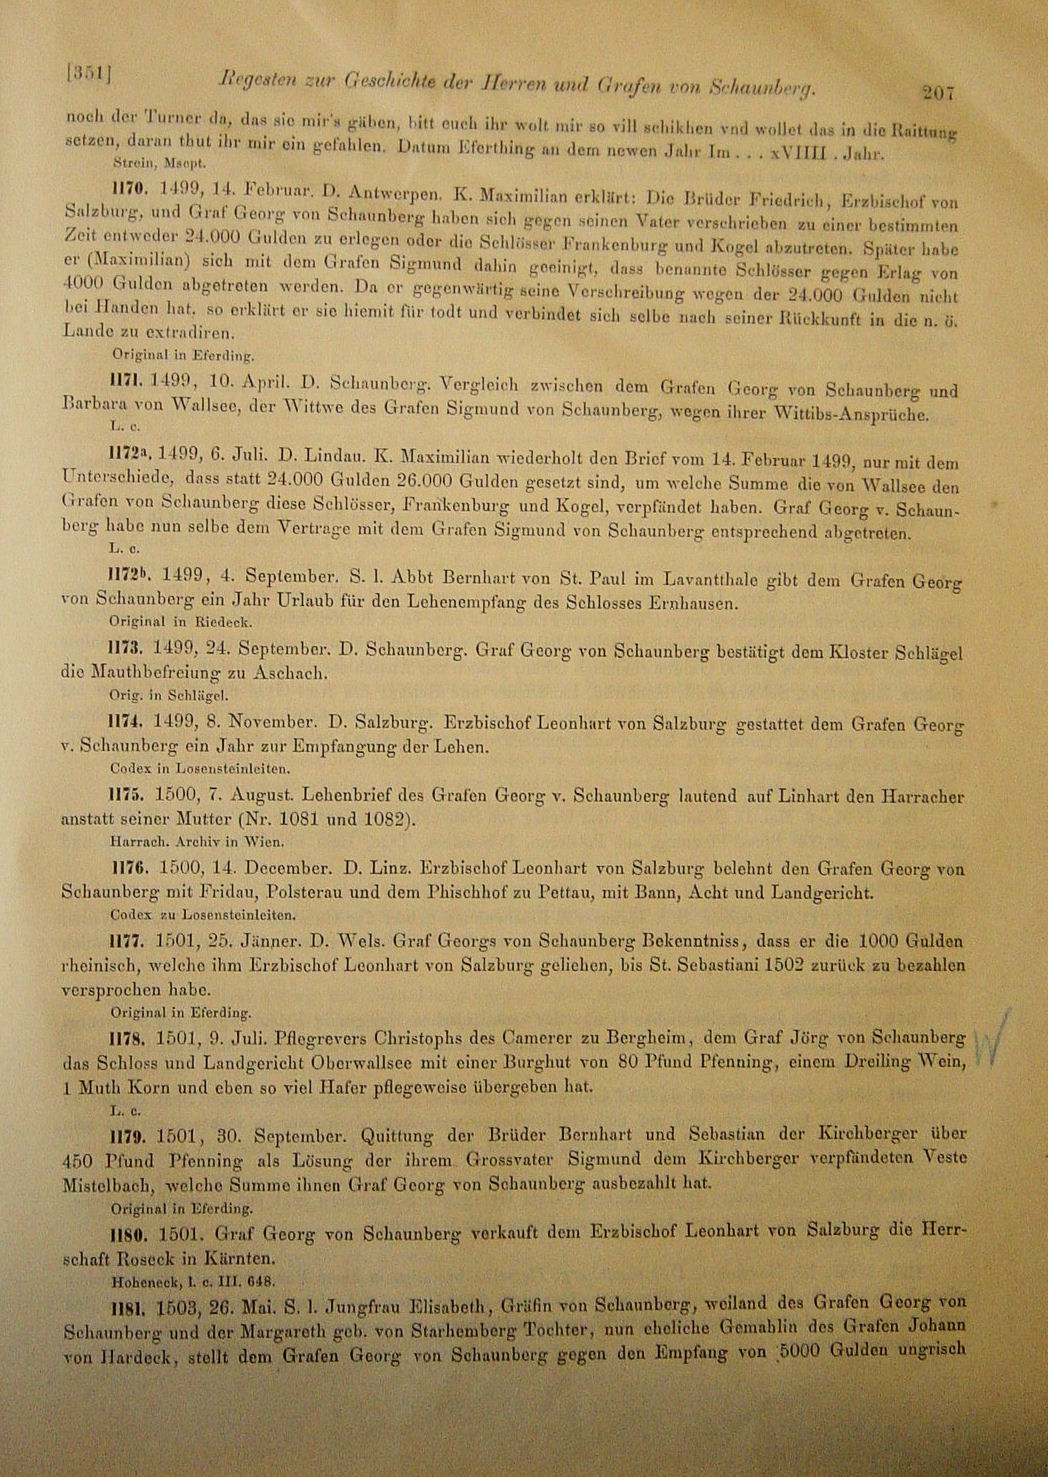 [351] Regesten zur Geschichte der Herren und Grafen von Schaunberg. 207
noch der Turner da, das sie mir's gäben, bitt euch ihr wolt mir so vill schikhen vnd wollet das in die Raittung
setzen, daran thut ihr mir ein gefahlen. Datum Eferthing an dem newen Jahr Im . . . xVIIII . Jahr.
Strein, Mscpt.
1170. 1499, 14. Februar. D. Antwerpen. K. Maximilian erklärt: Die Brüder Friedrich, Erzbischof von
Salzburg, und Graf Georg von Schaunberg haben sich gegen seinen Vater verschrieben zu einer bestimmten
Zeit entweder 24.000 Gulden zu erlegen oder die Schlösser Frankenburg und Kogel abzutreten. Später habe
er (Maximilian) sich mit dem Grafen Sigmund dahin geeinigt, dass benannte Schlösser gegen Erlag von
4000 Gulden abgetreten werden. Da er gegenwärtig seine Verschreibung wegen der 24.000 Gulden nicht
bei Handen hat, so erklärt er sie hiemit für todt und verbindet sich selbe nach seiner Rückkunft in die n. ö.
Lande zu extradiren.
Original in Eferding.
1171. 1499, 10. April. D. Schaunberg. Vergleich zwischen dem Grafen Georg von Schaunberg und
Barbara von Wallsee, der Wittwe des Grafen Sigmund von Schaunberg, wegen ihrer Wittibs-Ansprüche.
L. c.
1172a. 1499, 6. Juli. D. Lindau. K. Maximilian wiederholt den Brief vom 14. Februar 1499, nur mit dem
Unterschiede, dass statt 24.000 Gulden 26.000 Gulden gesetzt sind, um welche Summe die von Wallsee den
Grafen von Schaunberg diese Schlösser, Frankenburg und Kogel, verpfändet haben. Graf Georg v. Schaun-
berg habe nun selbe dem Vertrage mit dem Grafen Sigmund von Schaunberg entsprechend abgetreten.
L. c.
1172b. 1499, 4. September. S. l. Abbt Bernhart von St. Paul im Lavantthale gibt dem Grafen Georg
von Schaunberg ein Jahr Urlaub für den Lehenempfang des Schlosses Ernhausen.
Original in Riedeck.
1173. 1499, 24. September. D. Schaunberg. Graf Georg von Schaunberg bestätigt dem Kloster Schlägel
die Mauthbefreiung zu Aschach.
Orig. in Schlägel.
1174. 1499, 8. November. D. Salzburg. Erzbischof Leonhart von Salzburg gestattet dem Grafen Georg
v. Schaunberg ein Jahr zur Empfangung der Lehen.
Codex in Losensteinleiten.
1175. 1500, 7. August. Lehenbrief des Grafen Georg v. Schaunberg lautend auf Linhart den Harracher
anstatt seiner Mutter (Nr. 1081 und 1082).
Harrach. Archiv in Wien.
1176. 1500, 14. December. D. Linz. Erzbischof Leonhart von Salzburg belehnt den Grafen Georg von
Schaunberg mit Fridau, Polsterau und dem Phischhof zu Pettau, mit Bann, Acht und Landgericht.
Codex zu Losensteinleiten.
1177. 1501, 25. Jänner. D. Wels. Graf Georgs von Schaunberg Bekenntniss, dass er die 1000 Gulden
rheinisch, welche ihm Erzbischof Leonhart von Salzburg geliehen, bis St. Sebastiani 1502 zurück zu bezahlen
versprochen habe.
Original in Eferding.
1178. 1501, 9. Juli. Pflegrevers Christophs des Camerer zu Bergheim, dem Graf Jörg von Schaunberg
das Schloss und Landgericht Oberwallsee mit einer Burghut von 80 Pfund Pfenning, einem Dreiling Wein,
1 Muth Korn und eben so viel Hafer pflegeweise übergeben hat.
L. c.
1179. 1501, 30. September. Quittung der Brüder Bernhart und Sebastian der Kirchberger über
450 Pfund Pfenning als Lösung der ihrem Grossvater Sigmund dem Kirchberger verpfändeten Veste
Mistelbach, welche Summe ihnen Graf Georg von Schaunberg ausbezahlt hat.
Original in Eferding.
1180. 1501. Graf Georg von Schaunberg verkauft dem Erzbischof Leonhart von Salzburg die Herr-
schaft Roseck in Kärnten.
Hoheneck, l. c. III. 648.
1181. 1503, 26. Mai. S. l. Jungfrau Elisabeth, Gräfin von Schaunberg, weiland des Grafen Georg von
Schaunberg und der Margareth geb. von Starhemberg Tochter, nun eheliche Gemahlin des Grafen Johann
von Hardeck, stellt dem Grafen Georg von Schaunberg gegen den Empfang von 5000 Gulden ungrisch